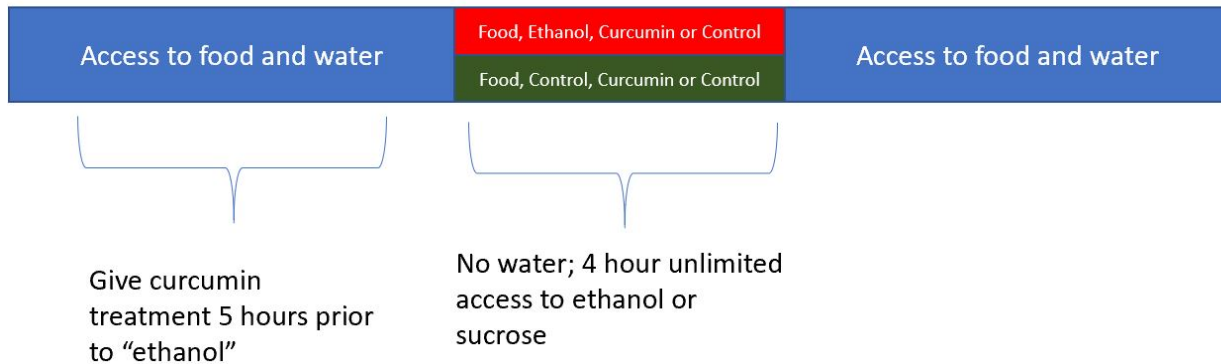 Access to food and water
Food, Ethanol, Curcumin or Control
Food, Control, Curcumin or Control
Access to food and water
Give curcumin
treatment 5 hours prior
to “ethanol”
No water; 4 hour unlimited
access to ethanol or
sucrose